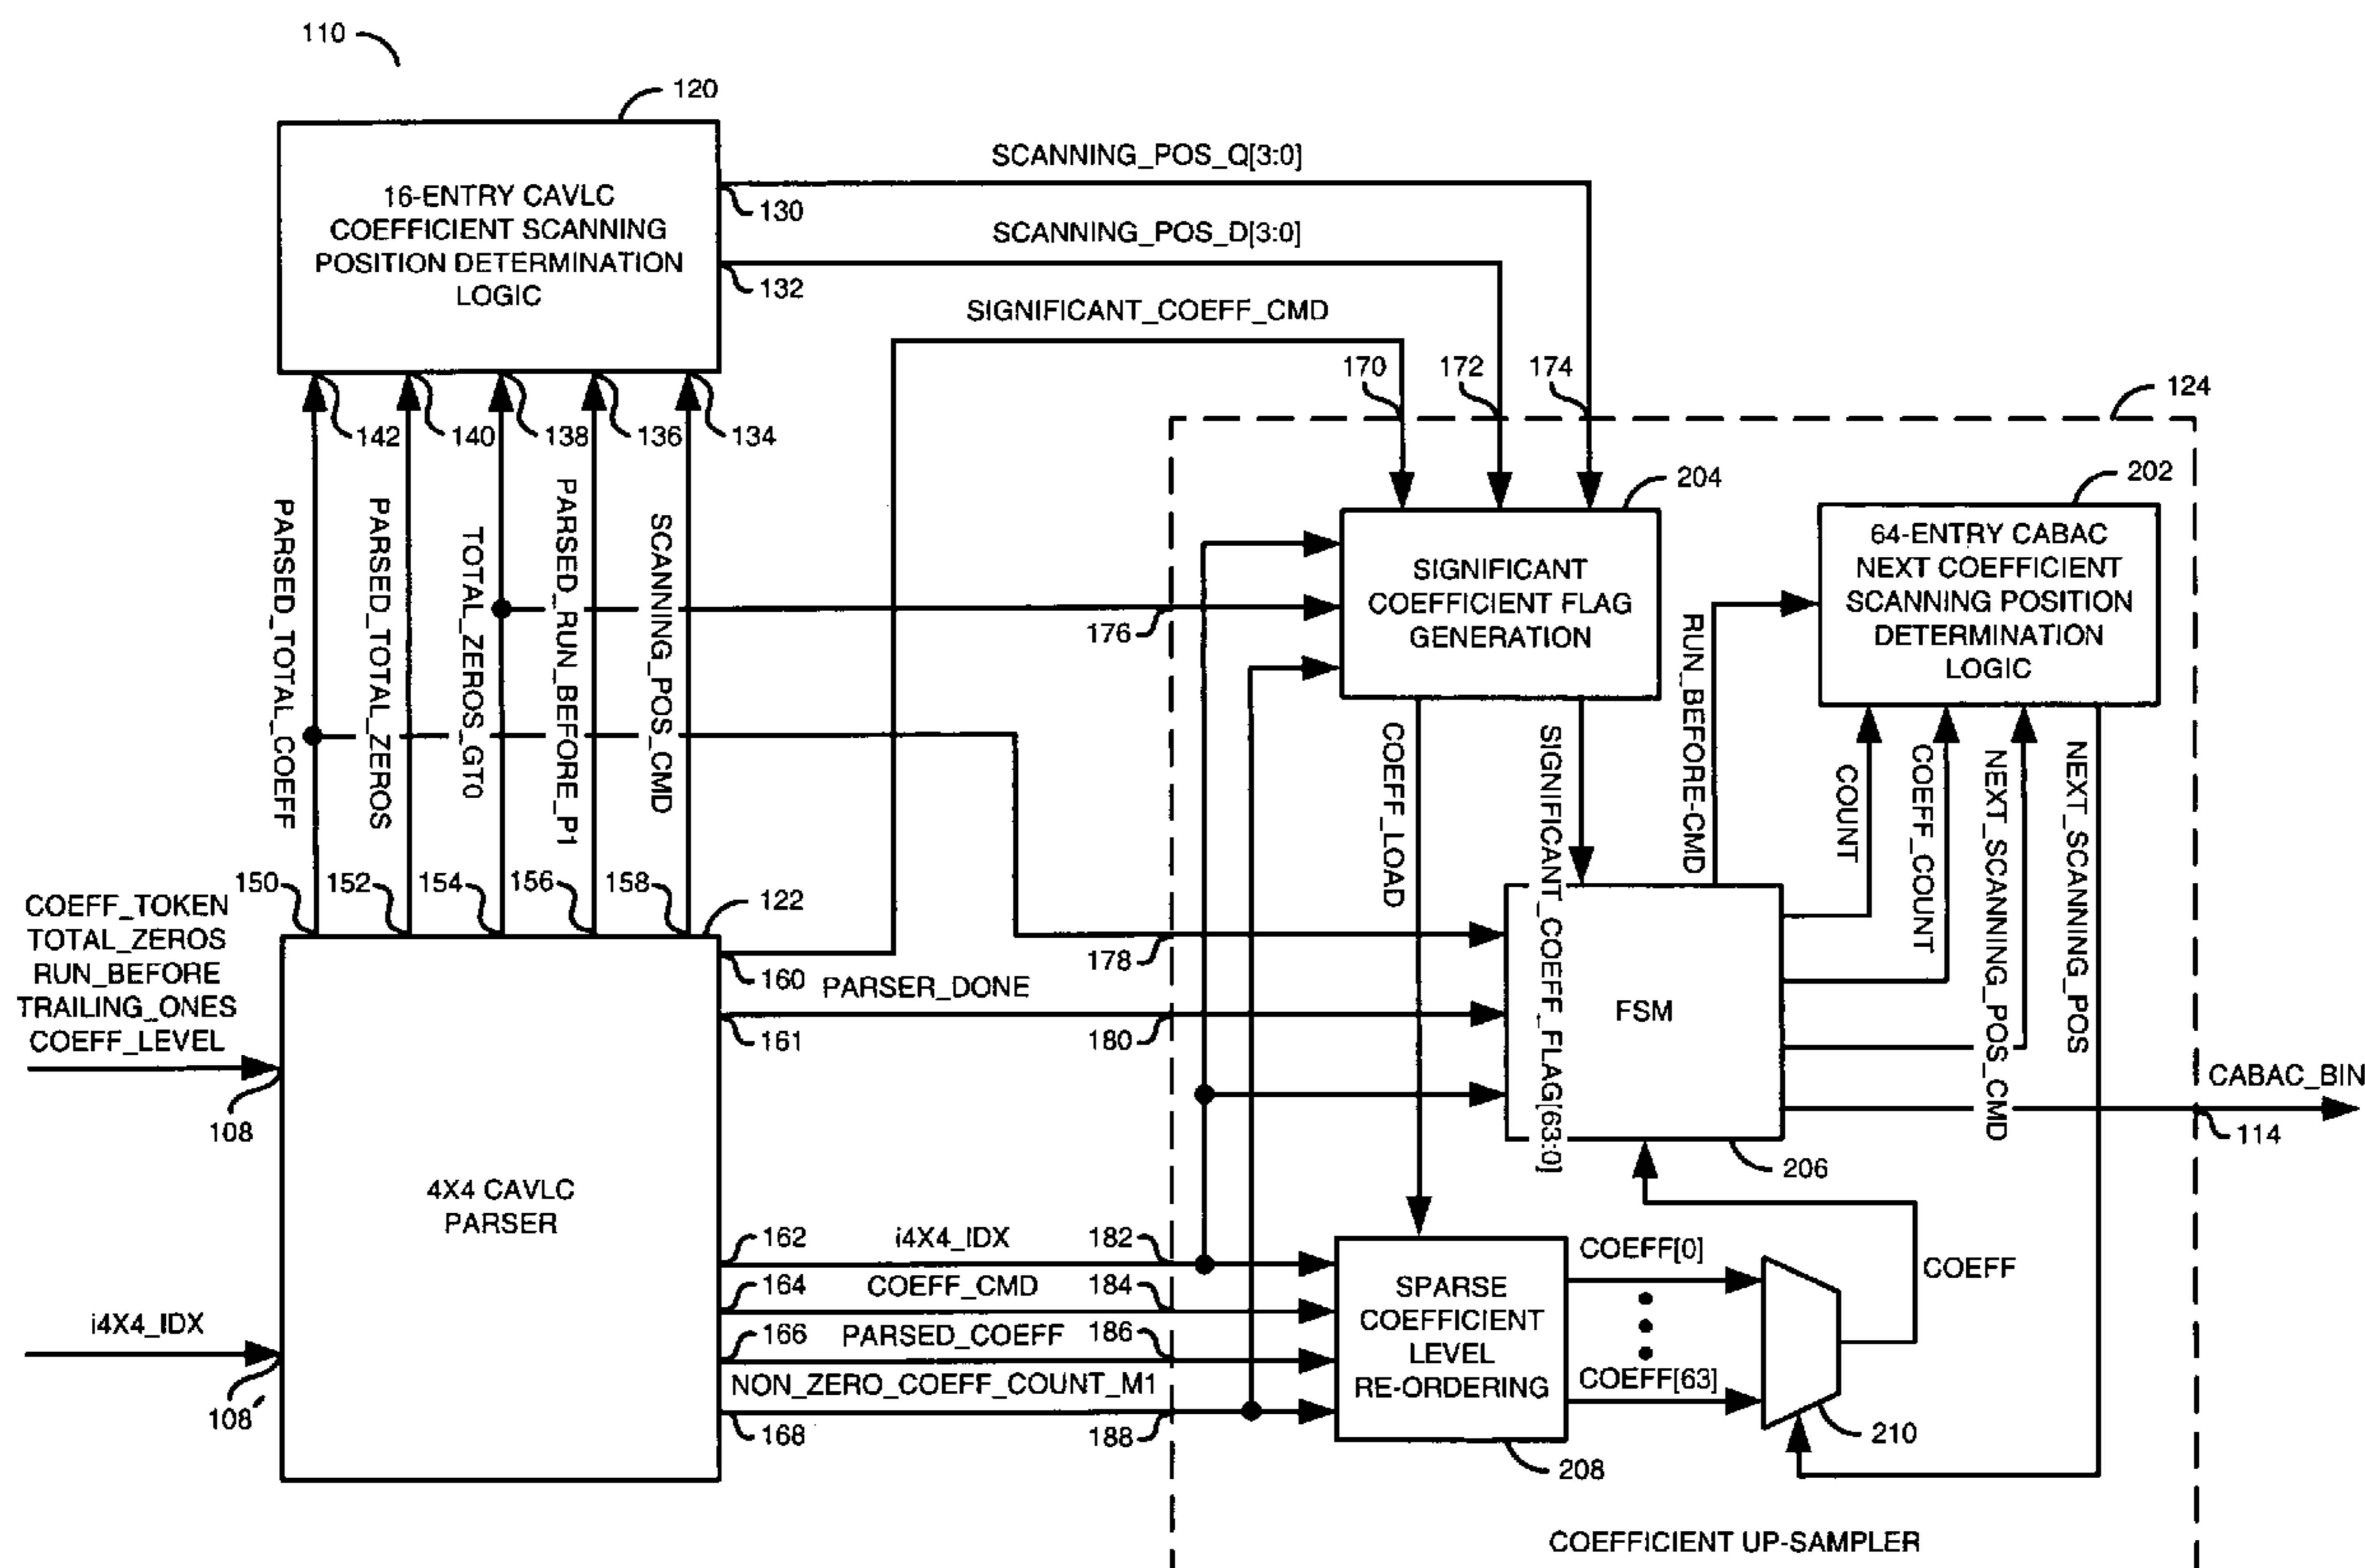 110
120
16-ENTRY CAVLC
COEFFICIENT SCANNING
POSITION DETERMINATION
LOGIC
SCANNING_POS_Q[3:0]
130
SCANNING_POS_D[3:0]
132
SIGNIFICANT_COEFF_CMD
170
172
174
124
142
140
138
136
134
PARSED_TOTAL_COEFF
PARSED_TOTAL_ZEROS
TOTAL_ZEROS_GT0
PARSED_RUN_BEFORE_P1
SCANNING_POS_CMD
204
SIGNIFICANT
COEFFICIENT FLAG
GENERATION
202
64-ENTRY CABAC
NEXT COEFFICIENT
SCANNING POSITION
DETERMINATION
LOGIC
176
COEFF_LOAD
SIGNIFICANT_COEFF_FLAG[63:0]
RUN_BEFORE-CMD
COUNT
COEFF_COUNT
NEXT_SCANNING_POS_CMD
NEXT_SCANNING_POS
150
152
154
156
158
122
COEFF_TOKEN
TOTAL_ZEROS
RUN_BEFORE
TRAILING_ONES
COEFF_LEVEL
108
160
178
PARSER_DONE
161
180
FSM
206
CABAC_BIN
114
4X4 CAVLC
PARSER
i4X4_IDX
108'
162
i4X4_IDX
182
164
COEFF_CMD
184
166
PARSED_COEFF
186
NON_ZERO_COEFF_COUNT_M1
168
188
SPARSE
COEFFICIENT
LEVEL
RE-ORDERING
208
COEFF[0]
COEFF[63]
COEFF
210
COEFFICIENT UP-SAMPLER